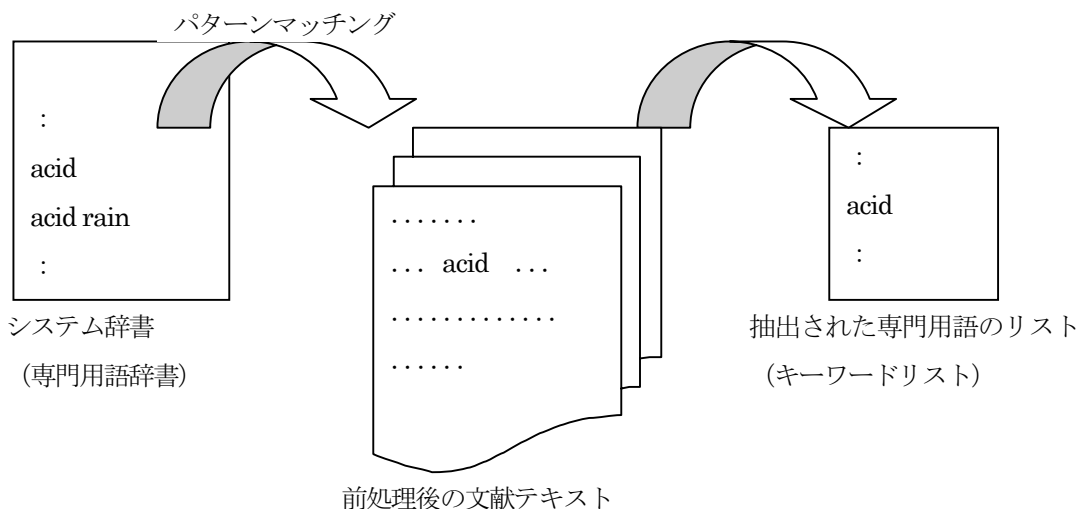 パターンマッチング
:
acid
acid rain
:
システム辞書
（専門用語辞書）
.......
... acid ...
.............
......
前処理後の文献テキスト
:
acid
:
抽出された専門用語のリスト
（キーワードリスト）